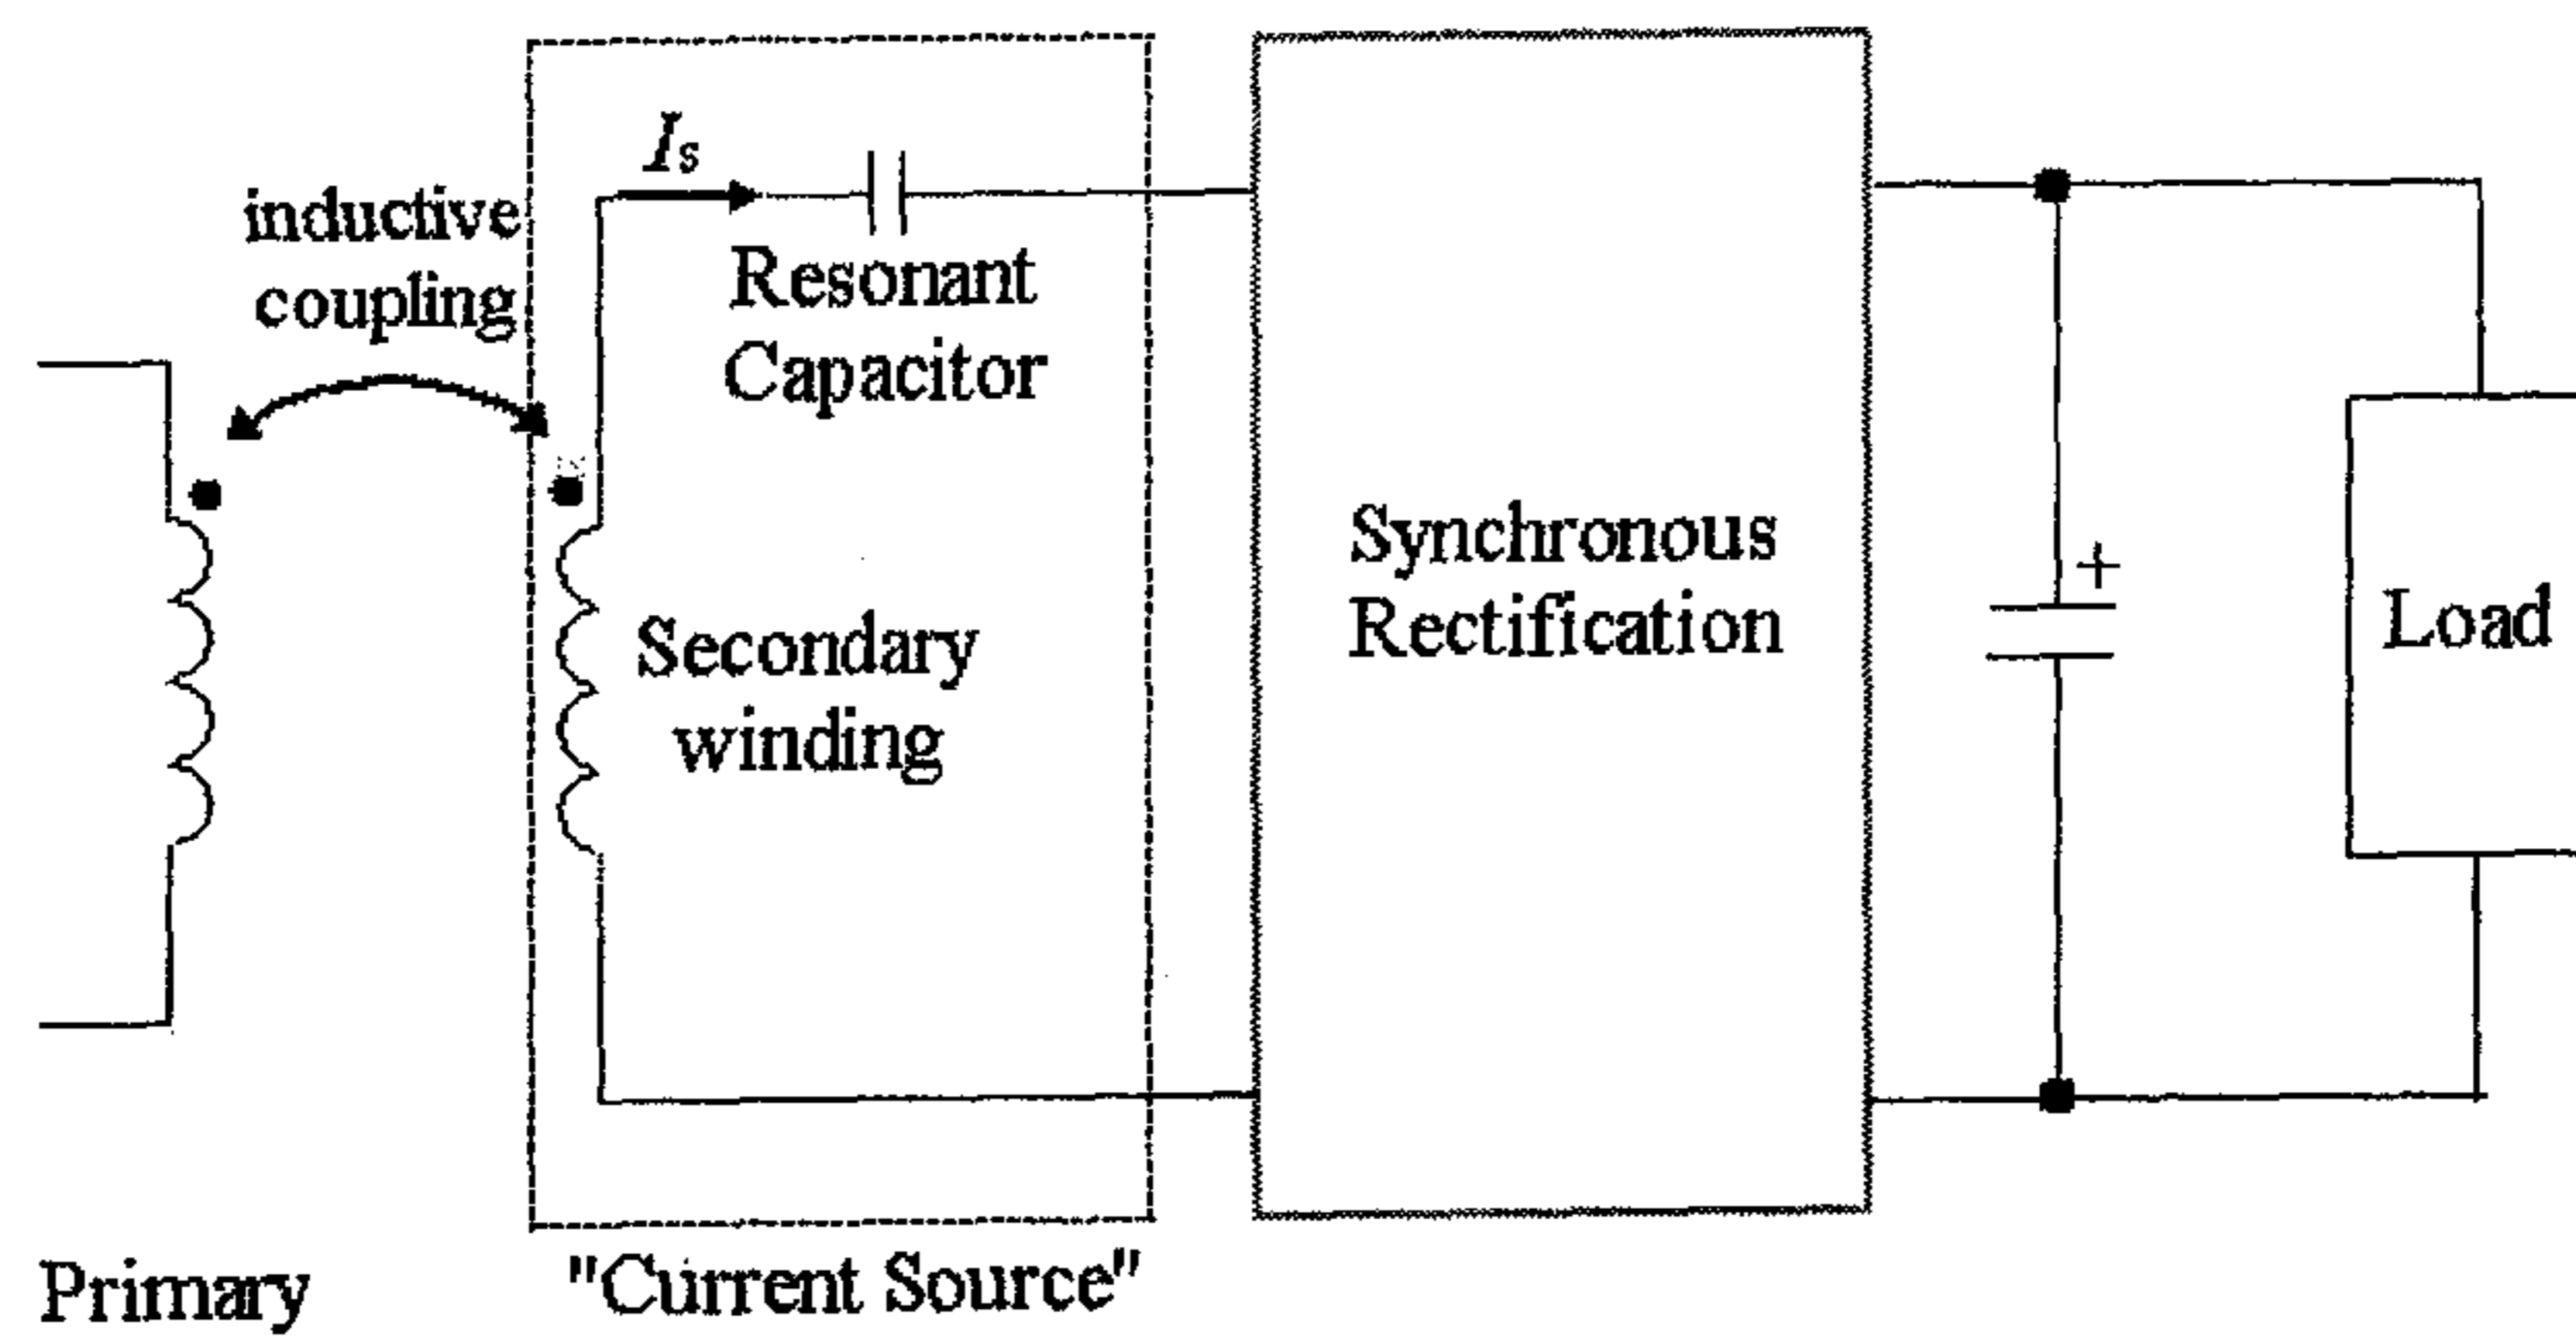 inductive
coupling
Is
Resonant
Capacitor
Secondary
winding
Synchronous
Rectification
+
Load
Primary
"Current Source"